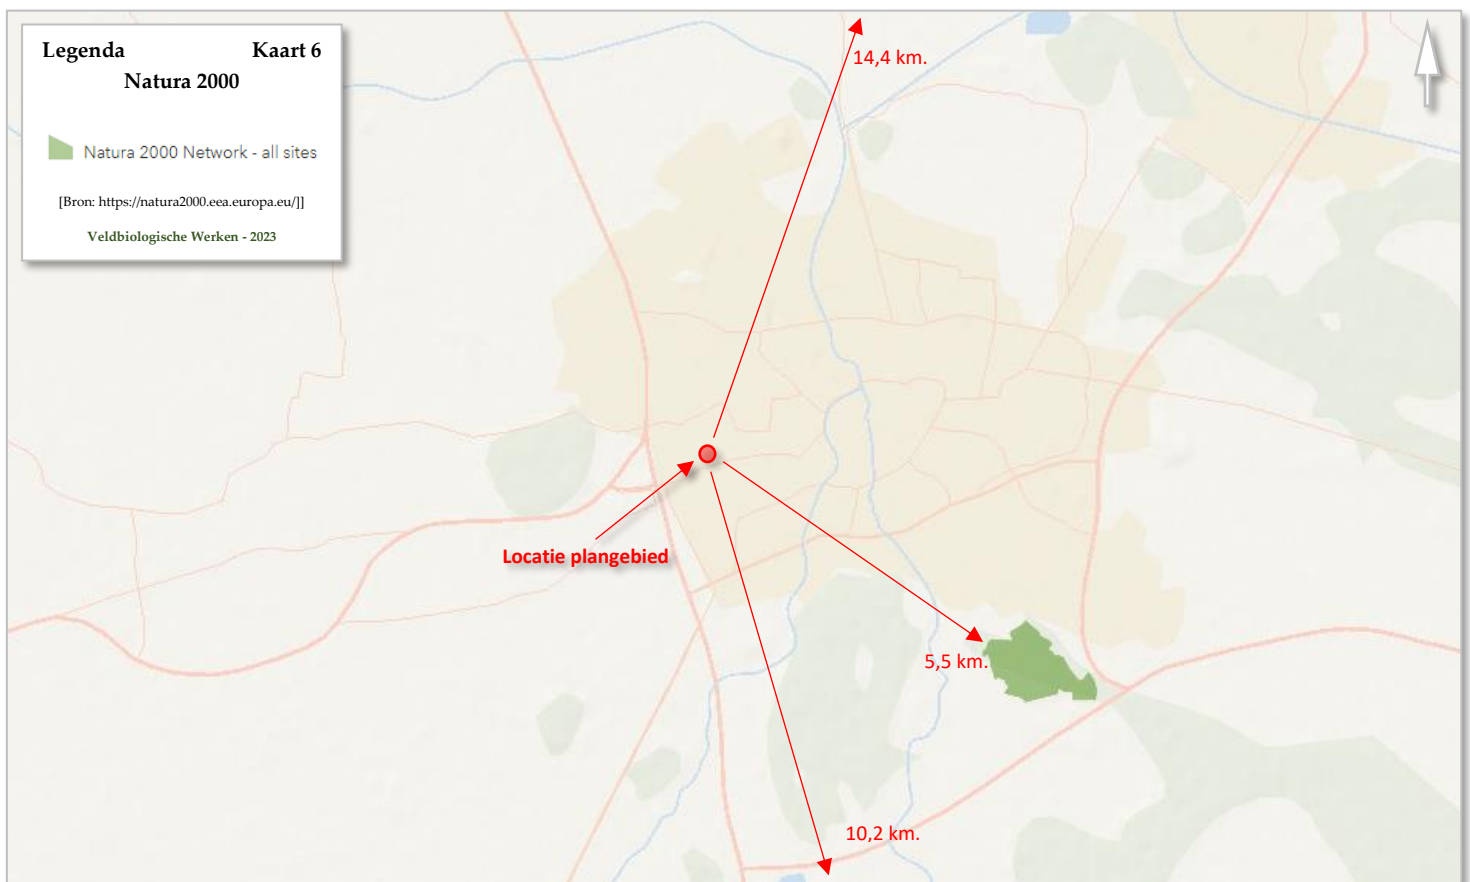 Legenda Kaart 6
Natura 2000
Natura 2000 Network - all sites
[Bron: https://natura2000.eea.europa.eu/]]
Veldbiologische Werken - 2023
14,4 km.
Locatie plangebied
5,5 km.
10,2 km.